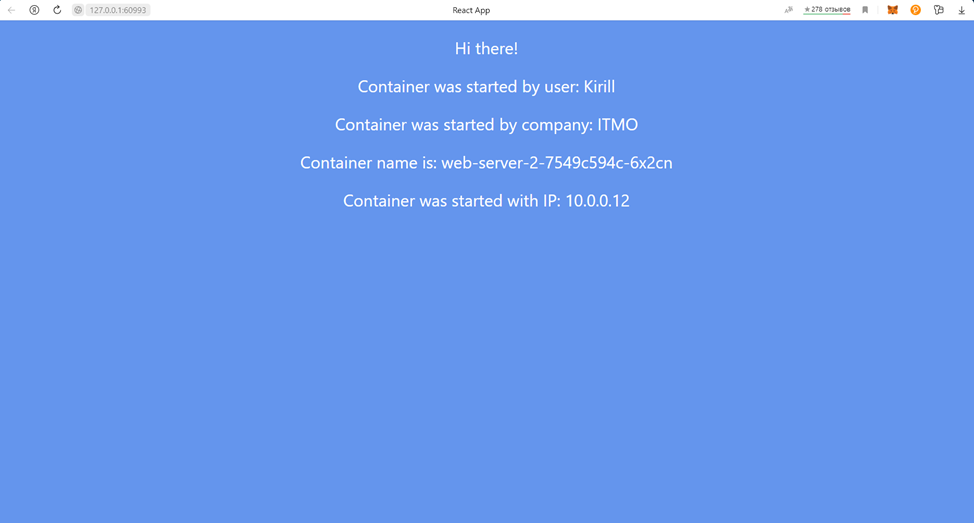 127.0.0.1:60993
React App
278 отзывов
Hi there!
Container was started by user: Kirill
Container was started by company: ITMO
Container name is: web-server-2-7549c594c-6x2cn
Container was started with IP: 10.0.0.12